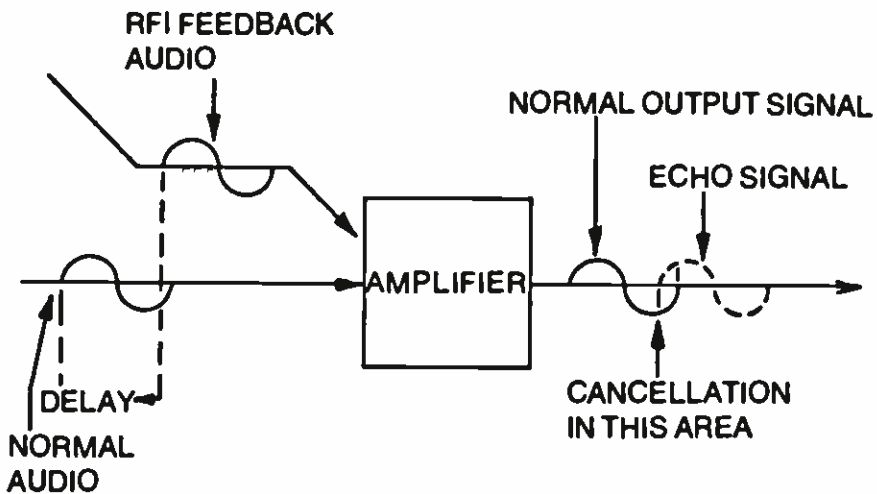 RFI FEEDBACK
AUDIO
NORMAL OUTPUT SIGNAL
ECHO SIGNAL
AMPLIFIER
DELAY
NORMAL
AUDIO
CANCELLATION
IN THIS AREA